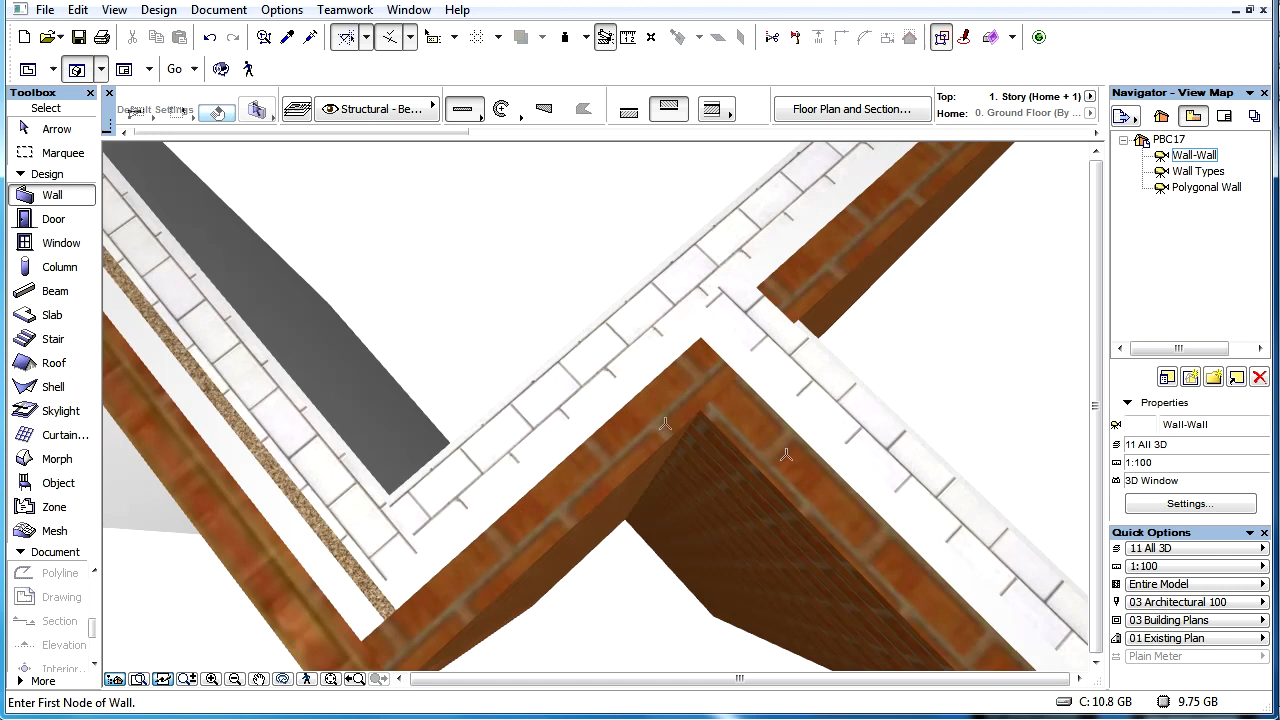 File Edit View Design Document Options Teamwork Window Help
Go
Toolbox
Select
Arrow
Marquee
Design
Wall
Door
Window
Column
Beam
Slab
Stair
Roof
Shell
Skylight
Curtain...
Morph
Object
Zone
Mesh
Document
Polyline
Drawing
Section
Elevation
Interior
More
Default Settings
Structural - Be...
Floor Plan and Section...
Top: 1. Story (Home + 1)
Home: 0. Ground Floor (By ...
Navigator - View Map
PBC17
Wall-Wall
Wall Types
Polygonal Wall
Properties
Wall-Wall
11 All 3D
1:100
3D Window
Settings...
Quick Options
11 All 3D
1:100
Entire Model
03 Architectural 100
03 Building Plans
01 Existing Plan
Plain Meter
Enter First Node of Wall.
C: 10.8 GB 9.75 GB